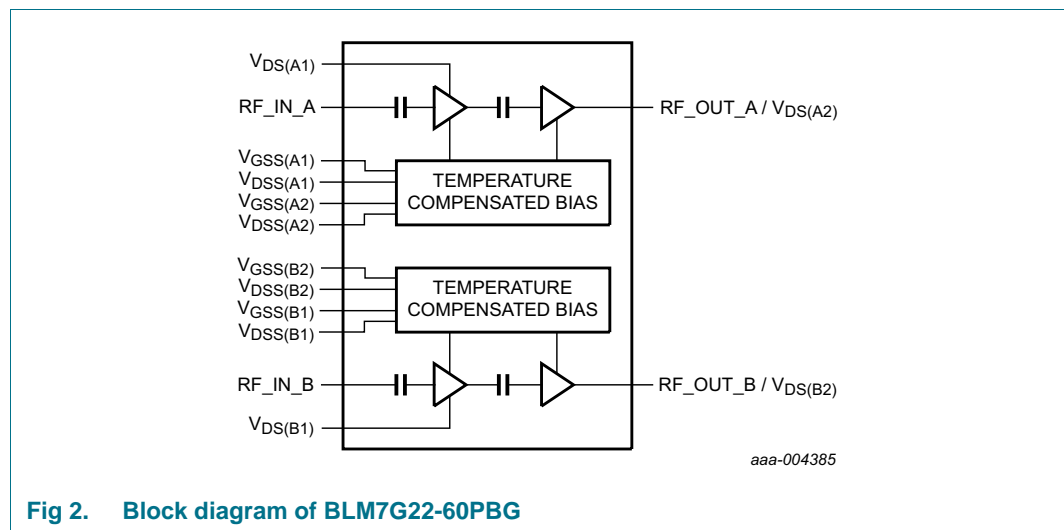 VDS(A1)
RF_IN_A
RF_OUT_A / VDS(A2)
VGSS(A1)
VDSS(A1)
VGSS(A2)
VDSS(A2)
TEMPERATURE
COMPENSATED BIAS
VGSS(B2)
VDSS(B2)
VGSS(B1)
VDSS(B1)
TEMPERATURE
COMPENSATED BIAS
RF_IN_B
RF_OUT_B / VDS(B2)
VDS(B1)
aaa-004385
Fig 2. Block diagram of BLM7G22-60PBG